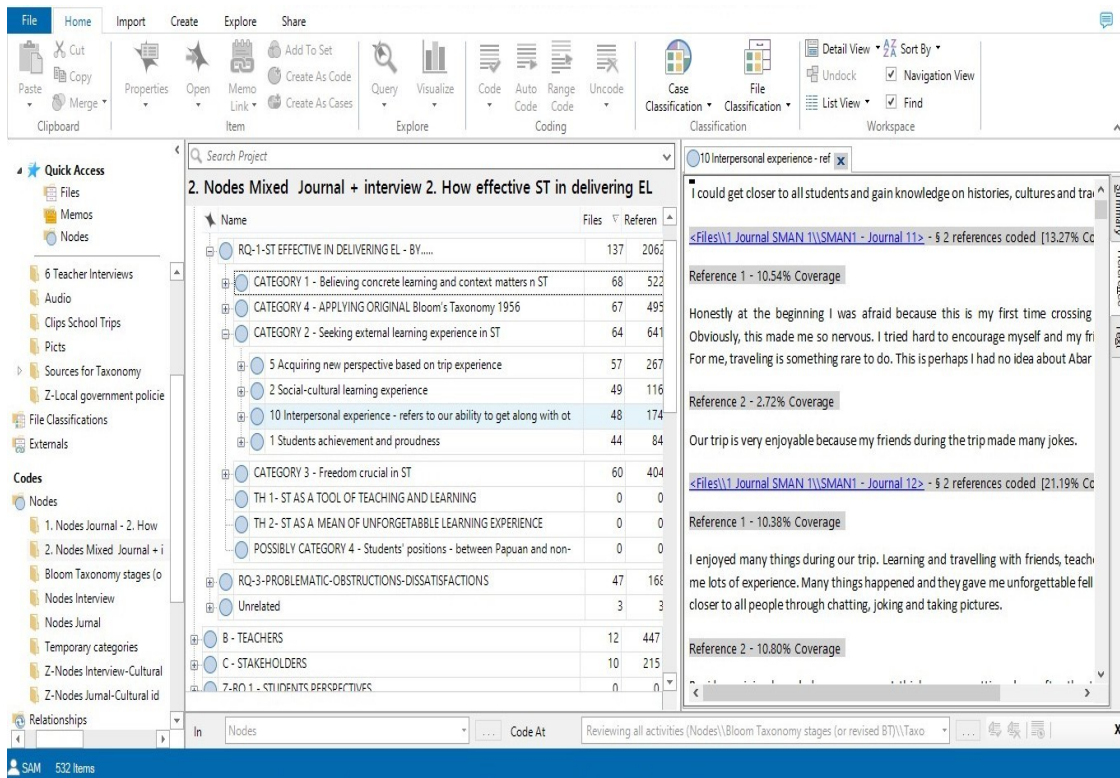 File Home Import Create Explore Share
Cut
Copy
Merge
Paste
Clipboard
Properties
Open
Memo Link
Add To Set
Create As Code
Create As Cases
Item
Query
Visualize
Explore
Code
Auto Code
Range Code
Uncode
Coding
Case Classification
File Classification
Classification
Detail View
Sort By
Undock
Navigation View
List View
Find
Workspace
Quick Access
Files
Memos
Nodes
6 Teacher Interviews
Audio
Clips School Trips
Picts
Sources for Taxonomy
Z-Local government policie
File Classifications
Externals
Codes
Nodes
1. Nodes Journal - 2. How
2. Nodes Mixed Journal + i
Bloom Taxonomy stages (o
Nodes Interview
Nodes Jurnal
Temporary categories
Z-Nodes Interview-Cultural
Z-Nodes Jurnal-Cultural id
Relationships
Search Project
2. Nodes Mixed Journal + interview 2. How effective ST in delivering EL
Name Files Referen
RQ-1-ST EFFECTIVE IN DELIVERING EL - BY..... 137 2062
CATEGORY 1 - Believing concrete learning and context matters n ST 68 522
CATEGORY 4 - APPLYING ORIGINAL Bloom's Taxonomy 1956 67 495
CATEGORY 2 - Seeking external learning experience in ST 64 641
5 Acquiring new perspective based on trip experience 57 267
2 Social-cultural learning experience 49 116
10 Interpersonal experience - refers to our ability to get along with ot 48 174
1 Students achievement and proudness 44 84
CATEGORY 3 - Freedom crucial in ST 60 404
TH 1- ST AS A TOOL OF TEACHING AND LEARNING 0 0
TH 2- ST AS A MEAN OF UNFORGETABBLE LEARNING EXPERIENCE 0 0
POSSIBLY CATEGORY 4 - Students' positions - between Papuan and non- 0 0
RQ-3-PROBLEMATIC-OBSTRUCTIONS-DISSATISFACTIONS 47 168
Unrelated 3 3
B - TEACHERS 12 447
C - STAKEHOLDERS 10 215
Z-RQ 1 - STUDENTS PERSPECTIVES 0 0
10 Interpersonal experience - ref x
I could get closer to all students and gain knowledge on histories, cultures and trad
<Files\\1 Journal SMAN 1\\SMAN1 - Journal 11> - § 2 references coded [13.27% Co
Reference 1 - 10.54% Coverage
Honestly at the beginning I was afraid because this is my first time crossing
Obviously, this made me so nervous. I tried hard to encourage myself and my fri
For me, traveling is something rare to do. This is perhaps I had no idea about Abar
Reference 2 - 2.72% Coverage
Our trip is very enjoyable because my friends during the trip made many jokes.
<Files\\1 Journal SMAN 1\\SMAN1 - Journal 12> - § 2 references coded [21.19% Co
Reference 1 - 10.38% Coverage
I enjoyed many things during our trip. Learning and travelling with friends, teache
me lots of experience. Many things happened and they gave me unforgettable fell
closer to all people through chatting, joking and taking pictures.
Reference 2 - 10.80% Coverage
Summary
In Nodes ... Code At Reviewing all activities (Nodes\\Bloom Taxonomy stages (or revised BT)\\Taxo ... x
SAM 532 Items